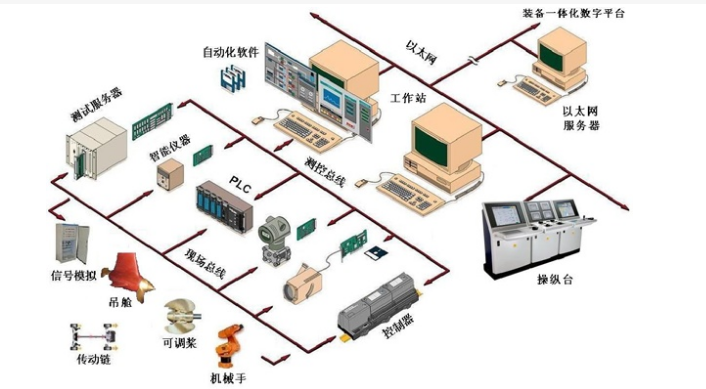 装备一体化数字平台
以太网
自动化软件
工作站
以太网
服务器
测试服务器
智能仪器
测控总线
PLC
现场总线
操纵台
信号模拟
吊舱
可调桨
控制器
传动链
机械手